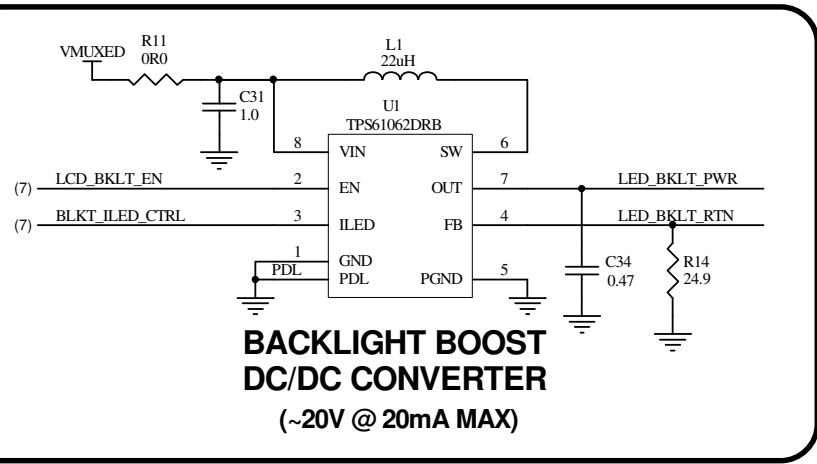 VMUXED
R11
0R0
L1
22uH
C31
1.0
U1
TPS61062DRB
8 VIN SW 6
(7) LCD_BKLT_EN 2 EN OUT 7 LED_BKLT_PWR
(7) BLKT_ILED_CTRL 3 ILED FB 4 LED_BKLT_RTN
1 GND
PDL PDL PGND 5
C34
0.47
R14
24.9
BACKLIGHT BOOST
DC/DC CONVERTER
(~20V @ 20mA MAX)